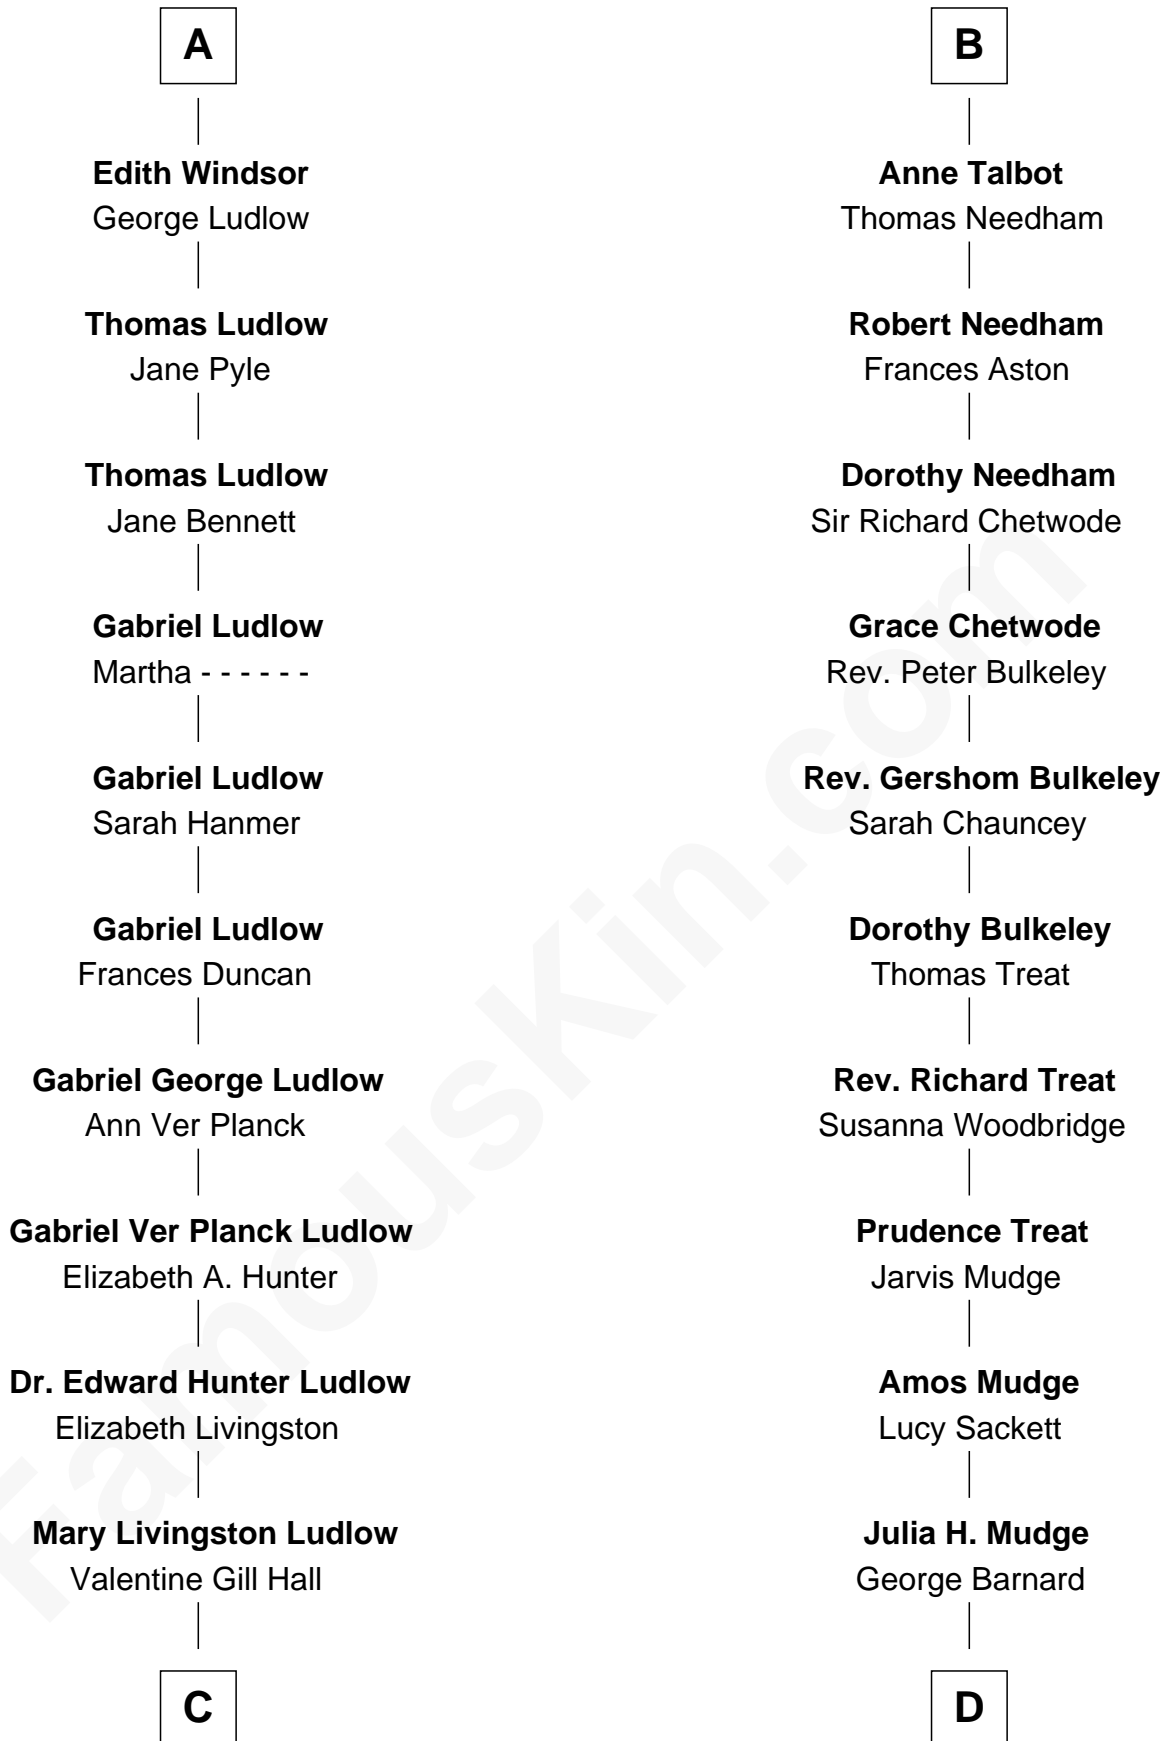 A
Edith Windsor
George Ludlow
Thomas Ludlow
Jane Pyle
Thomas Ludlow
Jane Bennett
Gabriel Ludlow
Martha - - - - - -
Gabriel Ludlow
Sarah Hanmer
Gabriel Ludlow
Frances Duncan
Gabriel George Ludlow
Ann Ver Planck
Gabriel Ver Planck Ludlow
Elizabeth A. Hunter
Dr. Edward Hunter Ludlow
Elizabeth Livingston
Mary Livingston Ludlow
Valentine Gill Hall
C
B
Anne Talbot
Thomas Needham
Robert Needham
Frances Aston
Dorothy Needham
Sir Richard Chetwode
Grace Chetwode
Rev. Peter Bulkeley
Rev. Gershom Bulkeley
Sarah Chauncey
Dorothy Bulkeley
Thomas Treat
Rev. Richard Treat
Susanna Woodbridge
Prudence Treat
Jarvis Mudge
Amos Mudge
Lucy Sackett
Julia H. Mudge
George Barnard
D
FamousKin.com